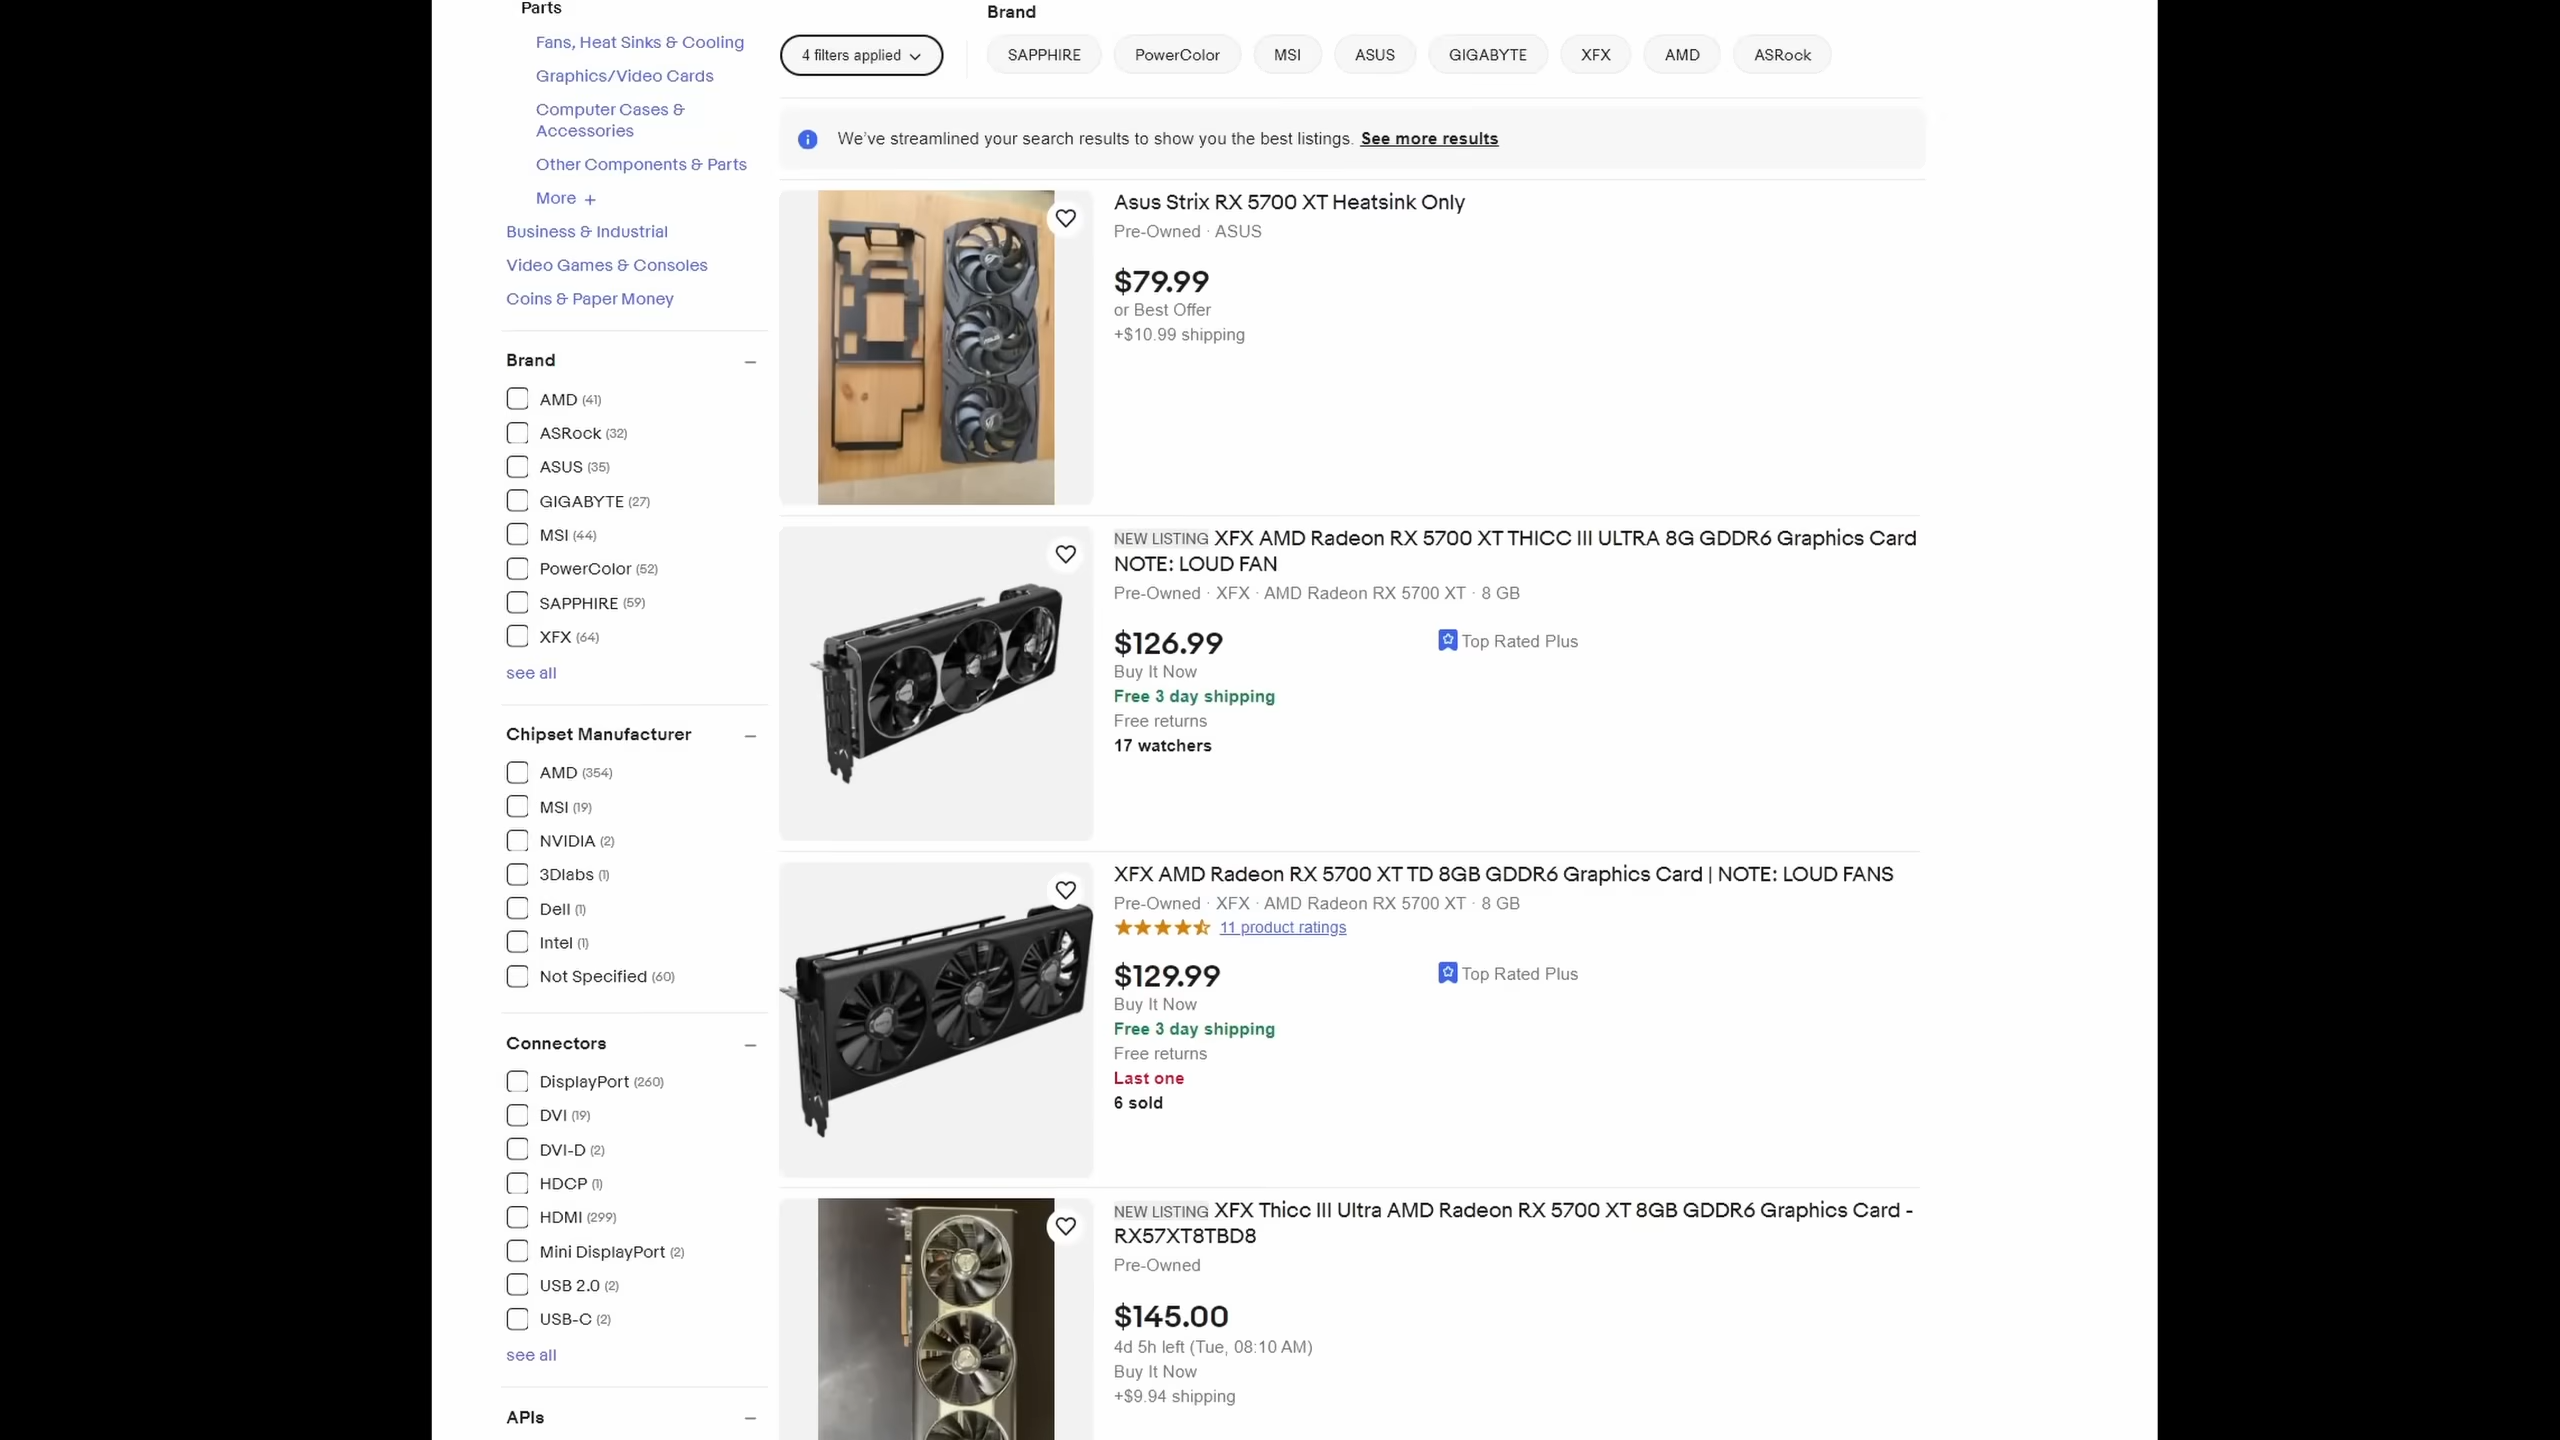 Parts
Fans, Heat Sinks & Cooling
Graphics/Video Cards
Computer Cases &
Accessories
Other Components & Parts
More +
Business & Industrial
Video Games & Consoles
Coins & Paper Money
Brand
AMD (41)
ASRock (32)
ASUS (35)
GIGABYTE (27)
MSI (44)
PowerColor (52)
SAPPHIRE (59)
XFX (64)
see all
Chipset Manufacturer
AMD (354)
MSI (19)
NVIDIA (2)
3Dlabs (1)
Dell (1)
Intel (1)
Not Specified (60)
Connectors
DisplayPort (260)
DVI (19)
DVI-D (2)
HDCP (1)
HDMI (299)
Mini DisplayPort (2)
USB 2.0 (2)
USB-C (2)
see all
APIs
Brand
4 filters applied
SAPPHIRE PowerColor MSI ASUS GIGABYTE XFX AMD ASRock
We've streamlined your search results to show you the best listings. See more results
Asus Strix RX 5700 XT Heatsink Only
Pre-Owned · ASUS
$79.99
or Best Offer
+$10.99 shipping
NEW LISTING XFX AMD Radeon RX 5700 XT THICC III ULTRA 8G GDDR6 Graphics Card
NOTE: LOUD FAN
Pre-Owned · XFX · AMD Radeon RX 5700 XT · 8 GB
$126.99
Top Rated Plus
Buy It Now
Free 3 day shipping
Free returns
17 watchers
XFX AMD Radeon RX 5700 XT TD 8GB GDDR6 Graphics Card | NOTE: LOUD FANS
Pre-Owned · XFX · AMD Radeon RX 5700 XT · 8 GB
11 product ratings
$129.99
Top Rated Plus
Buy It Now
Free 3 day shipping
Free returns
Last one
6 sold
NEW LISTING XFX Thicc III Ultra AMD Radeon RX 5700 XT 8GB GDDR6 Graphics Card -
RX57XT8TBD8
Pre-Owned
$145.00
4d 5h left (Tue, 08:10 AM)
Buy It Now
+$9.94 shipping